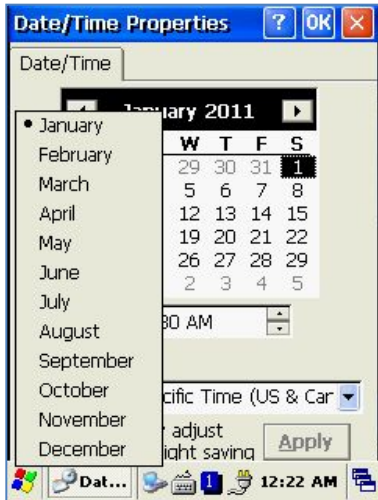 Date/Time Properties ? OK X
Date/Time
January 2011
January
February
March
April
May
June
July
August
September
October
November
December
W T F S
29 30 31 1
5 6 7 8
12 13 14 15
19 20 21 22
26 27 28 29
2 3 4 5
30 AM
cific Time (US & Car
adjust
ight saving
Apply
Dat... 1 12:22 AM